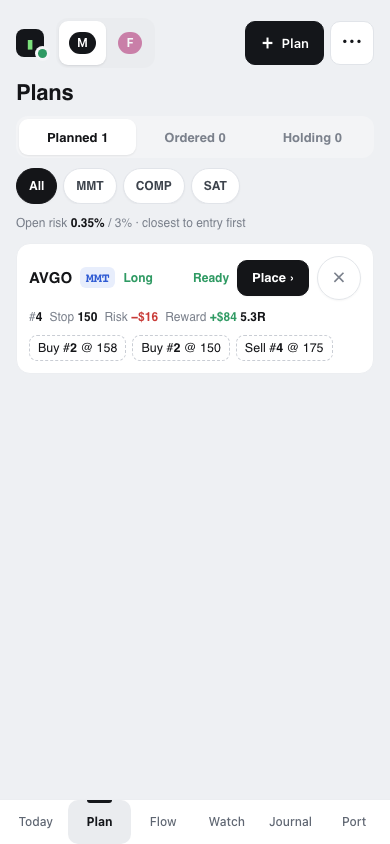 M F + Plan ...
Plans
Planned 1 Ordered 0 Holding 0
All MMT COMP SAT
Open risk 0.35% / 3% · closest to entry first
AVGO MMT Long Ready Place › ✕
#4 Stop 150 Risk –$16 Reward +$84 5.3R
Buy #2 @ 158 Buy #2 @ 150 Sell #4 @ 175
Today Plan Flow Watch Journal Port